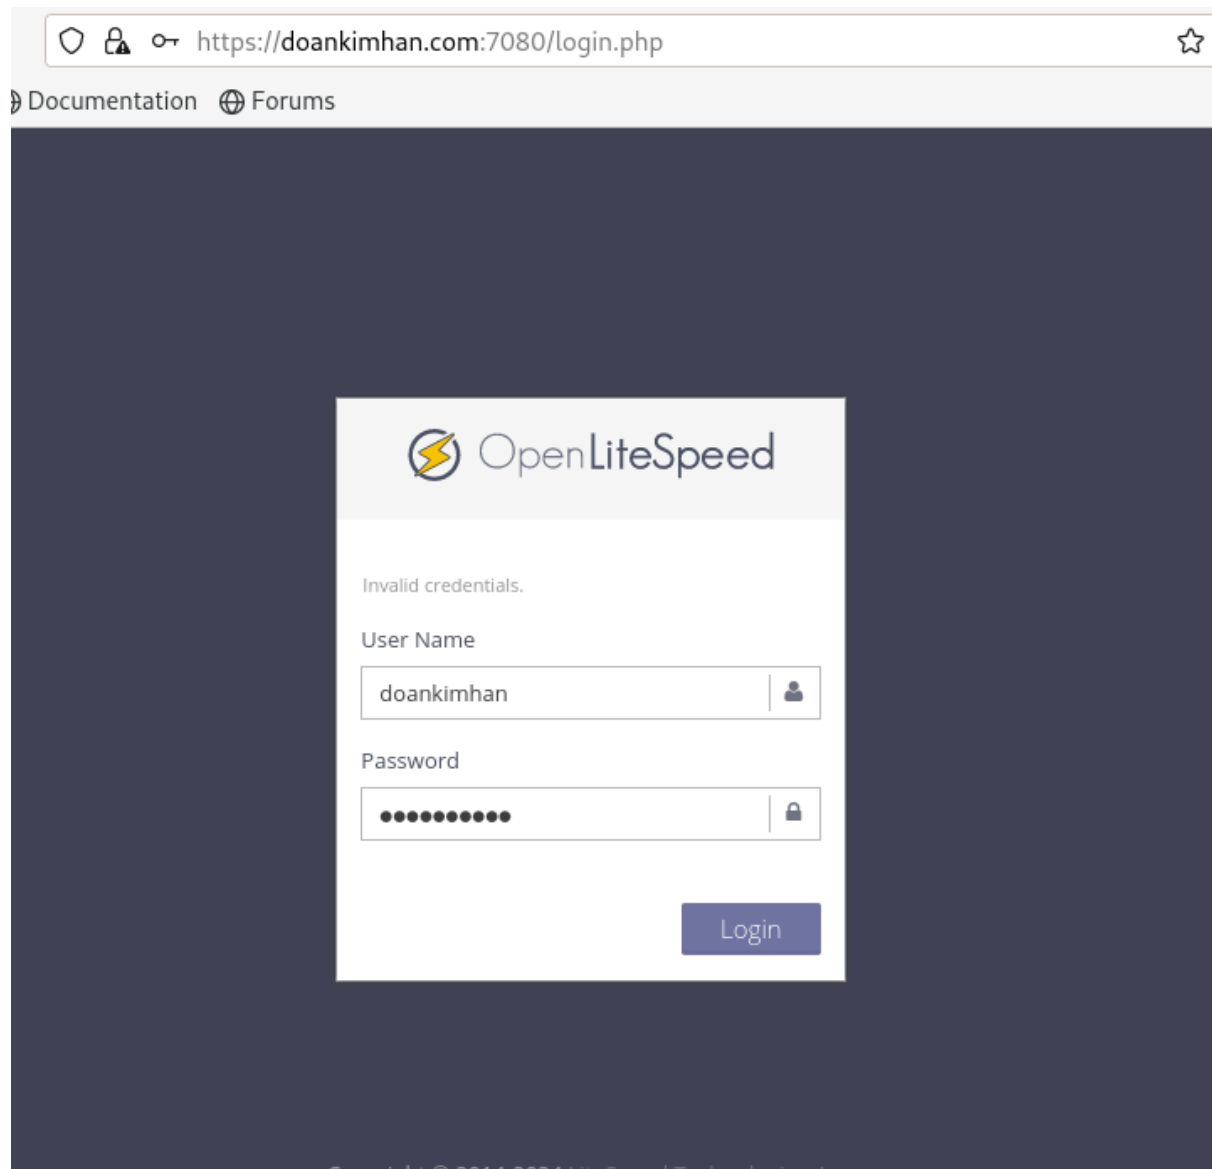 https://doankimhan.com:7080/login.php
Documentation Forums
OpenLiteSpeed
Invalid credentials.
User Name
doankimhan
Password
••••••••••
Login